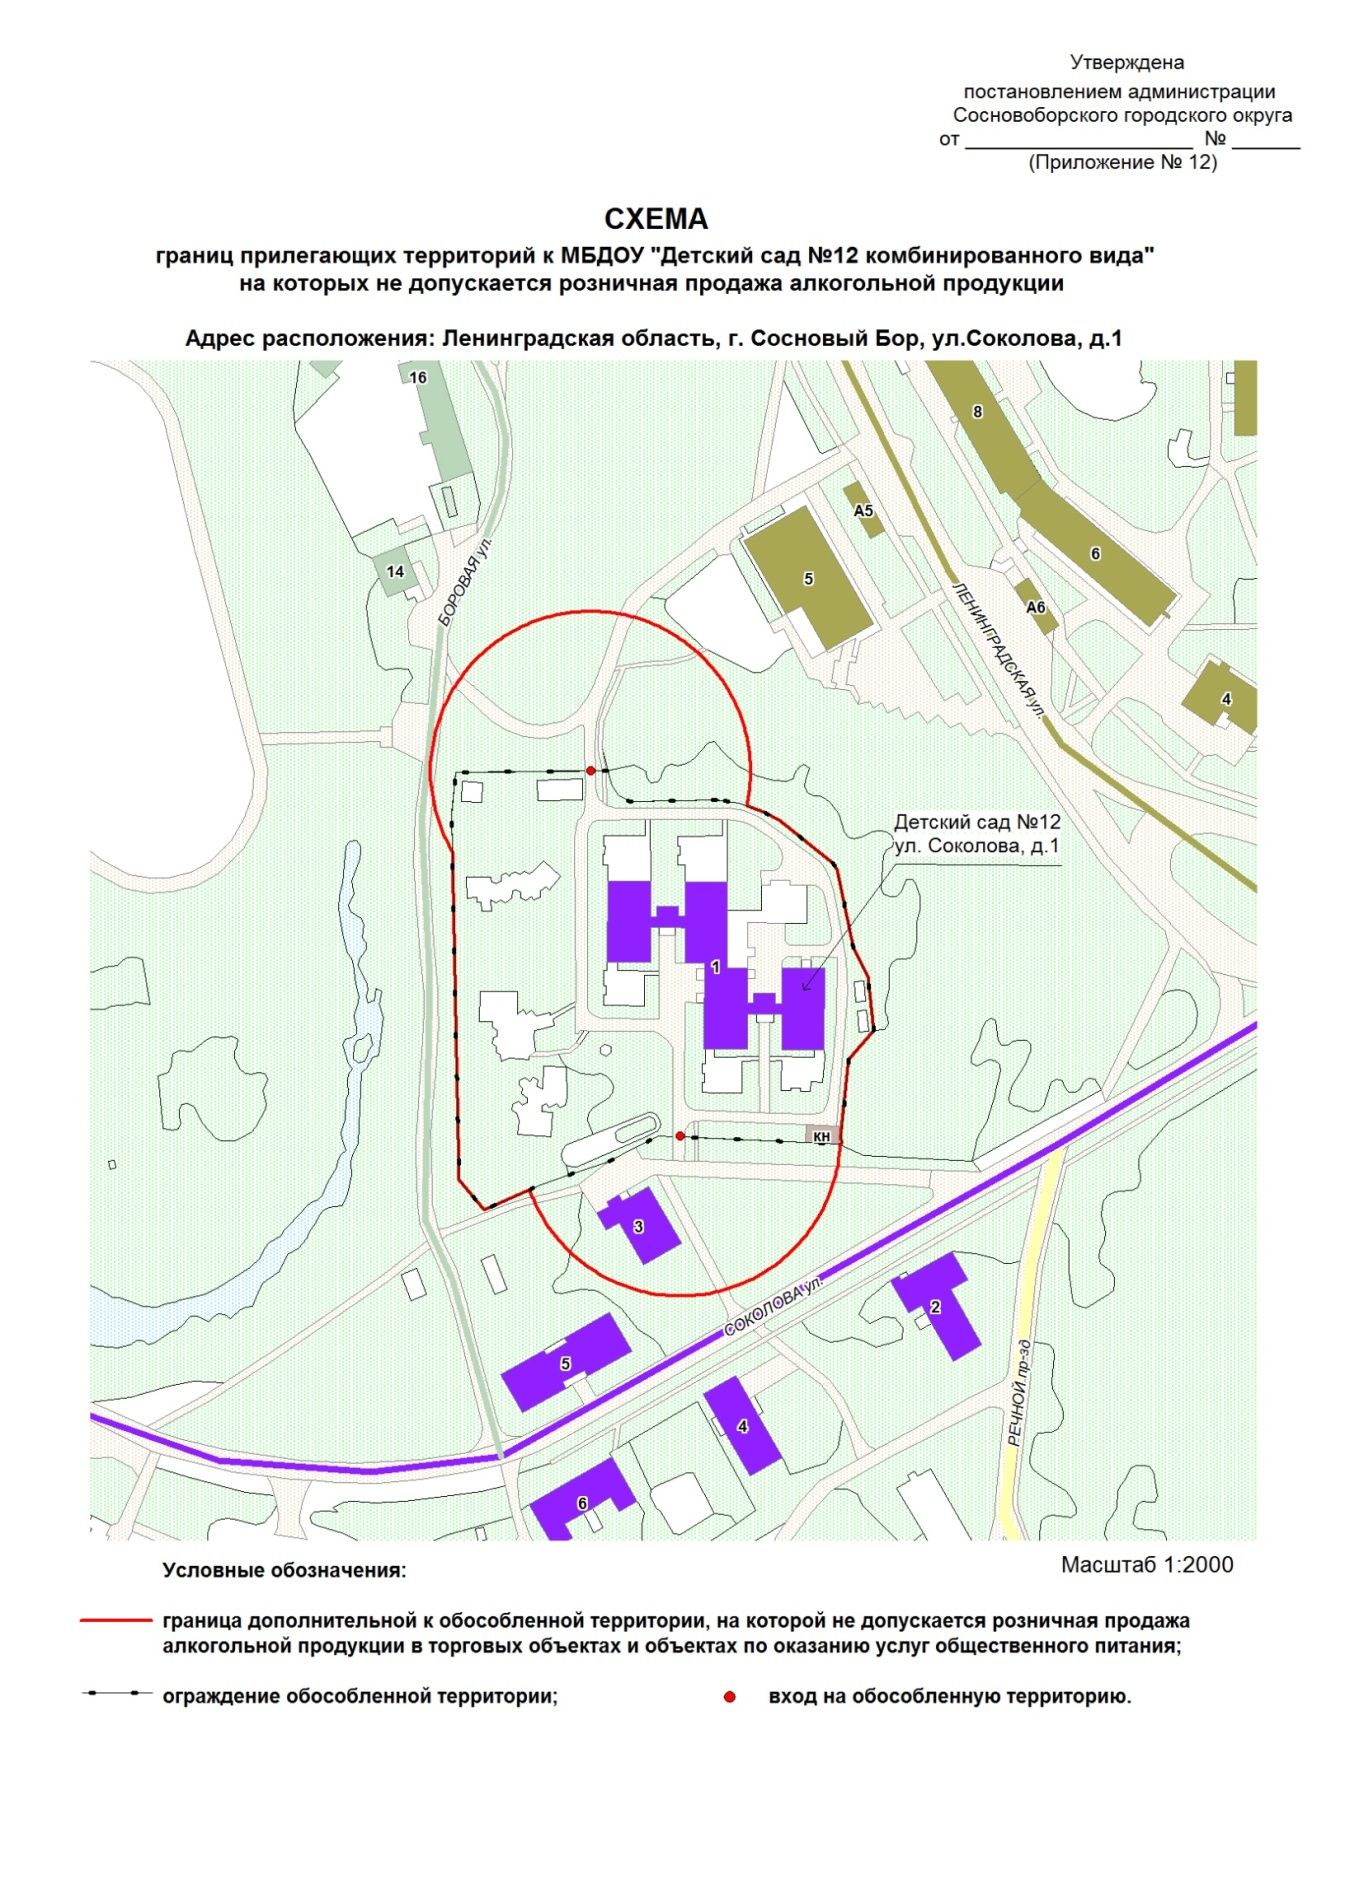 Утверждена
постановлением администрации
Сосновоборского городского округа
от _____________________ № ______
(Приложение № 12)
СХЕМА
границ прилегающих территорий к МБДОУ "Детский сад №12 комбинированного вида"
на которых не допускается розничная продажа алкогольной продукции
Адрес расположения: Ленинградская область, г. Сосновый Бор, ул.Соколова, д.1
16
8
А5
6
14
5
БОРОВАЯ ул.
А6
ЛЕНИНГРАДСКАЯ ул.
4
Детский сад №12
ул. Соколова, д.1
1
КН
3
СОКОЛОВА ул.
2
5
РЕЧНОЙ пр-зд
4
6
Условные обозначения:
Масштаб 1:2000
граница дополнительной к обособленной территории, на которой не допускается розничная продажа
алкогольной продукции в торговых объектах и объектах по оказанию услуг общественного питания;
ограждение обособленной территории;
вход на обособленную территорию.